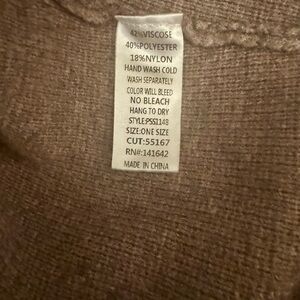 42%VISCOSE
40%POLYESTER
18%NYLON
HAND WASH COLD
WASH SEPARATELY
COLOR WILL BLEED
NO BLEACH
HANG TO DRY
STYLE:PSS1148
SIZE:ONE SIZE
CUT:55167
RN#:141642
MADE IN CHINA